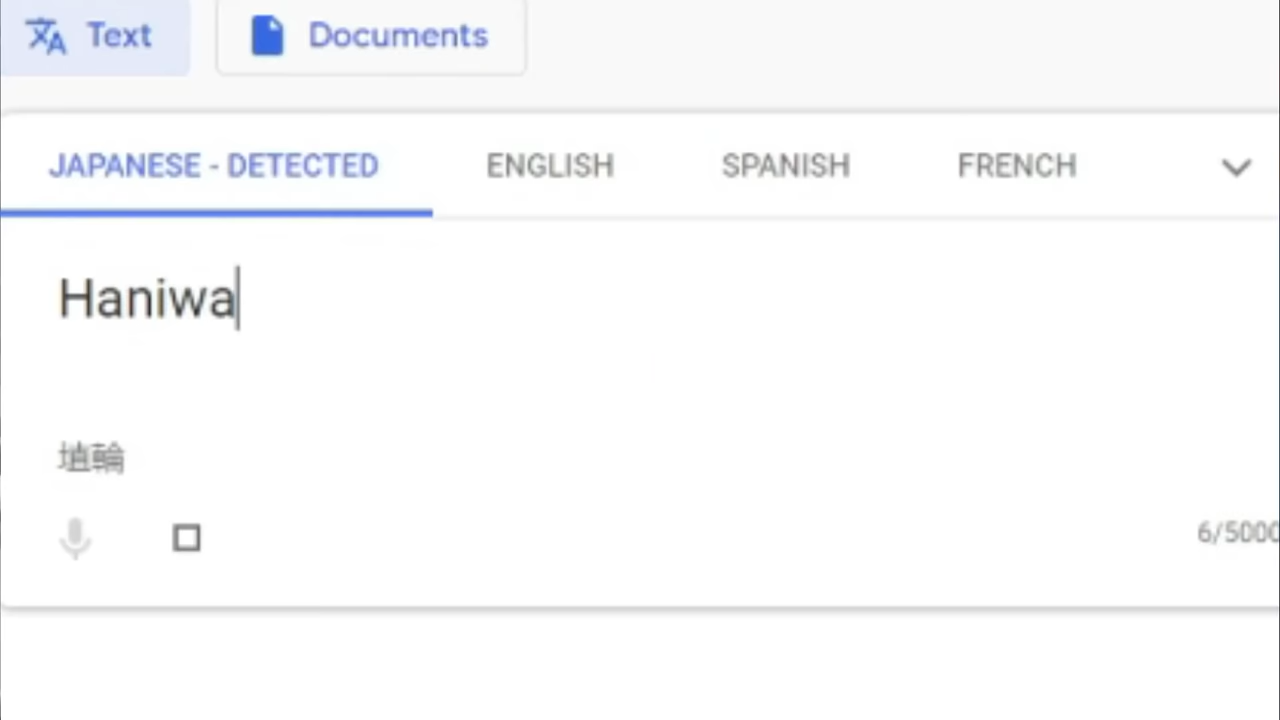 Text
Documents
JAPANESE - DETECTED
ENGLISH
SPANISH
FRENCH
Haniwa
埴輪
6/5000